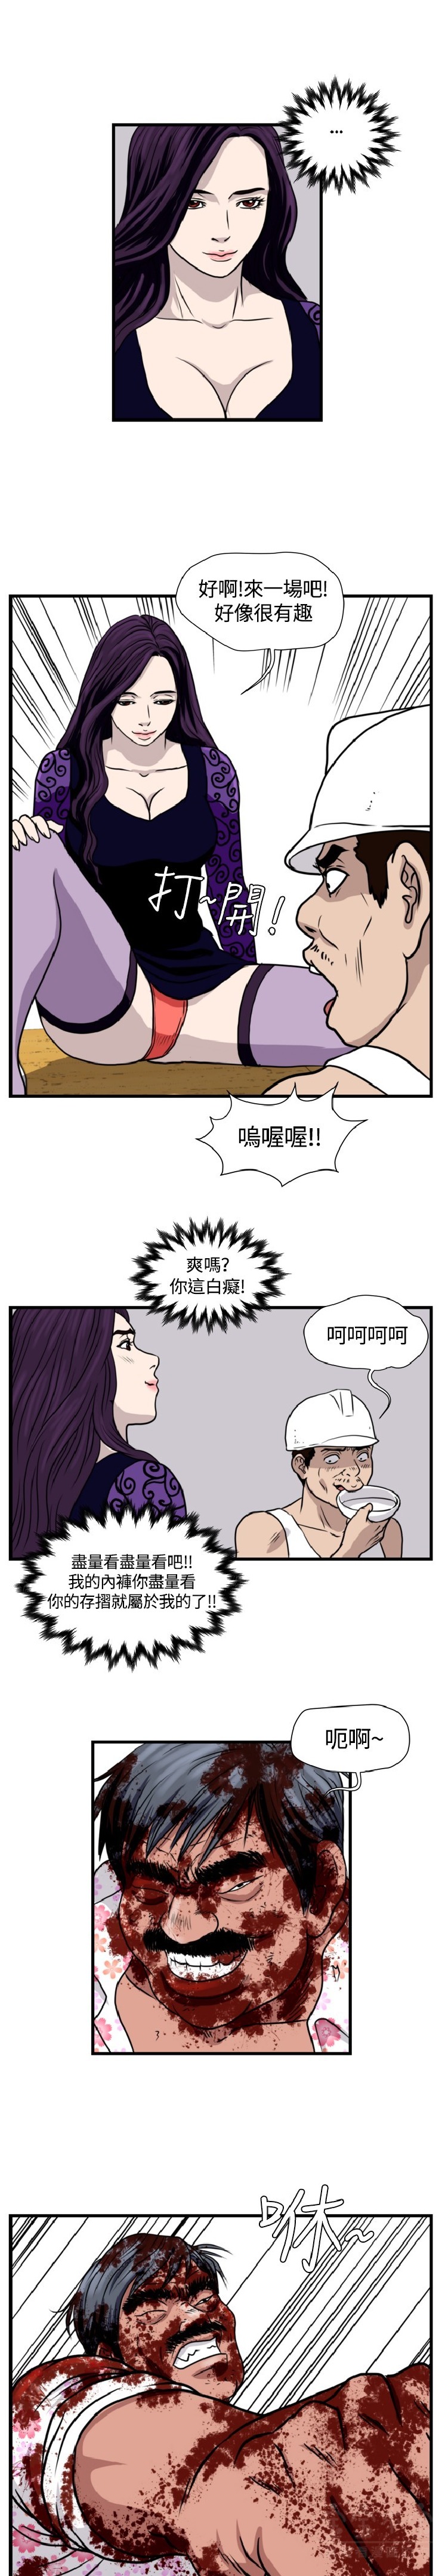 ...
好啊!來一場吧!
好像很有趣
打~開!
嗚喔喔!!
爽嗎?
你這白癡!
呵呵呵呵
盡量看盡量看吧!!
我的內褲你盡量看
你的存摺就屬於我的了!!
呃啊~
咻~